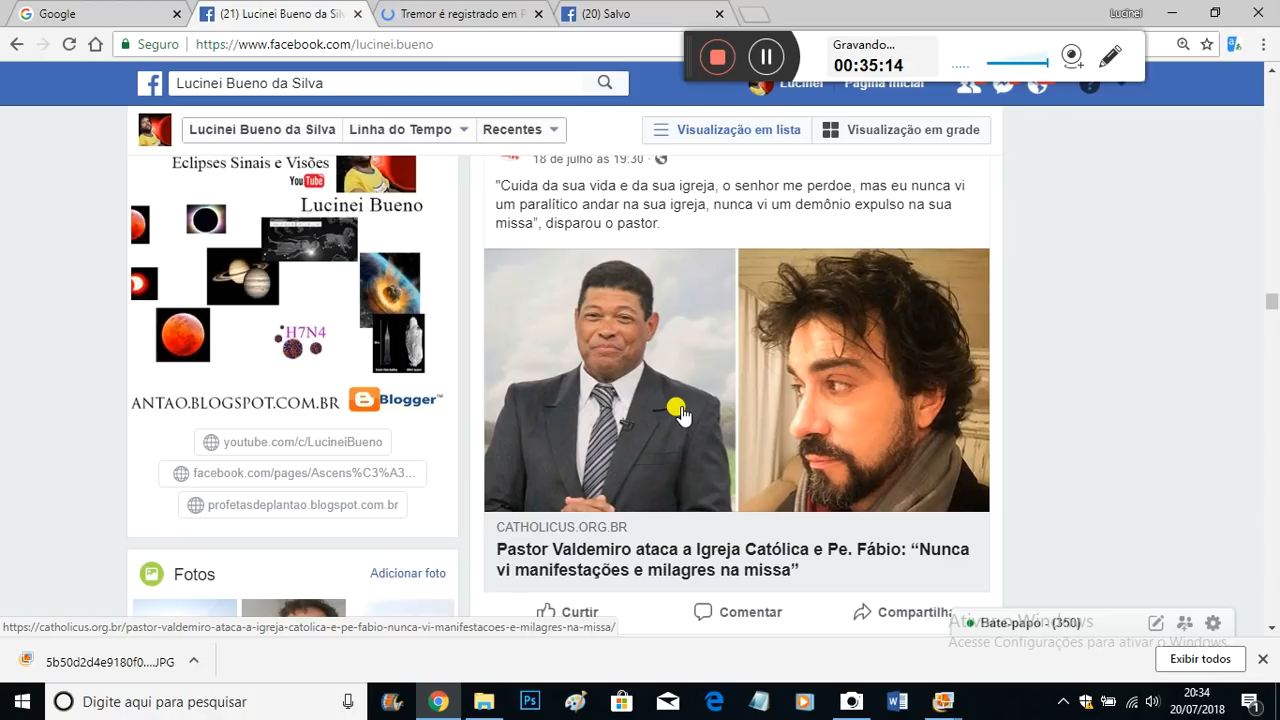 Google
(21) Lucinei Bueno da Sil
Tremor é registrado em P
(20) Salvo
Lucinei
Seguro
https://www.facebook.com/lucinei.bueno
Gravando...
00:35:14
Lucinei Bueno da Silva
Lucinei
Página inicial
Lucinei Bueno da Silva
Linha do Tempo
Recentes
Visualização em lista
Visualização em grade
Eclipses Sinais e Visões
YouTube
Lucinei Bueno
H7N4
ANTAO.BLOGSPOT.COM.BR
Blogger
youtube.com/c/LucineiBueno
facebook.com/pages/Ascens%C3%A3...
profetasdeplantao.blogspot.com.br
Fotos
Adicionar foto
18 de julho às 19:30
"Cuida da sua vida e da sua igreja, o senhor me perdoe, mas eu nunca vi
um paralítico andar na sua igreja, nunca vi um demônio expulso na sua
missa”, disparou o pastor.
CATHOLICUS.ORG.BR
Pastor Valdemiro ataca a Igreja Católica e Pe. Fábio: “Nunca
vi manifestações e milagres na missa”
Curtir
Comentar
Compartilha
https://catholicus.org.br/pastor-valdemiro-ataca-a-igreja-catolica-e-pe-fabio-nunca-vi-manifestacoes-e-milagres-na-missa/
Bate-papo (350)
Windows
Acesse Configurações para ativar o Windows.
5b50d2d4e9180f0....JPG
Exibir todos
Digite aqui para pesquisar
Ps
20:34
20/07/2018
1